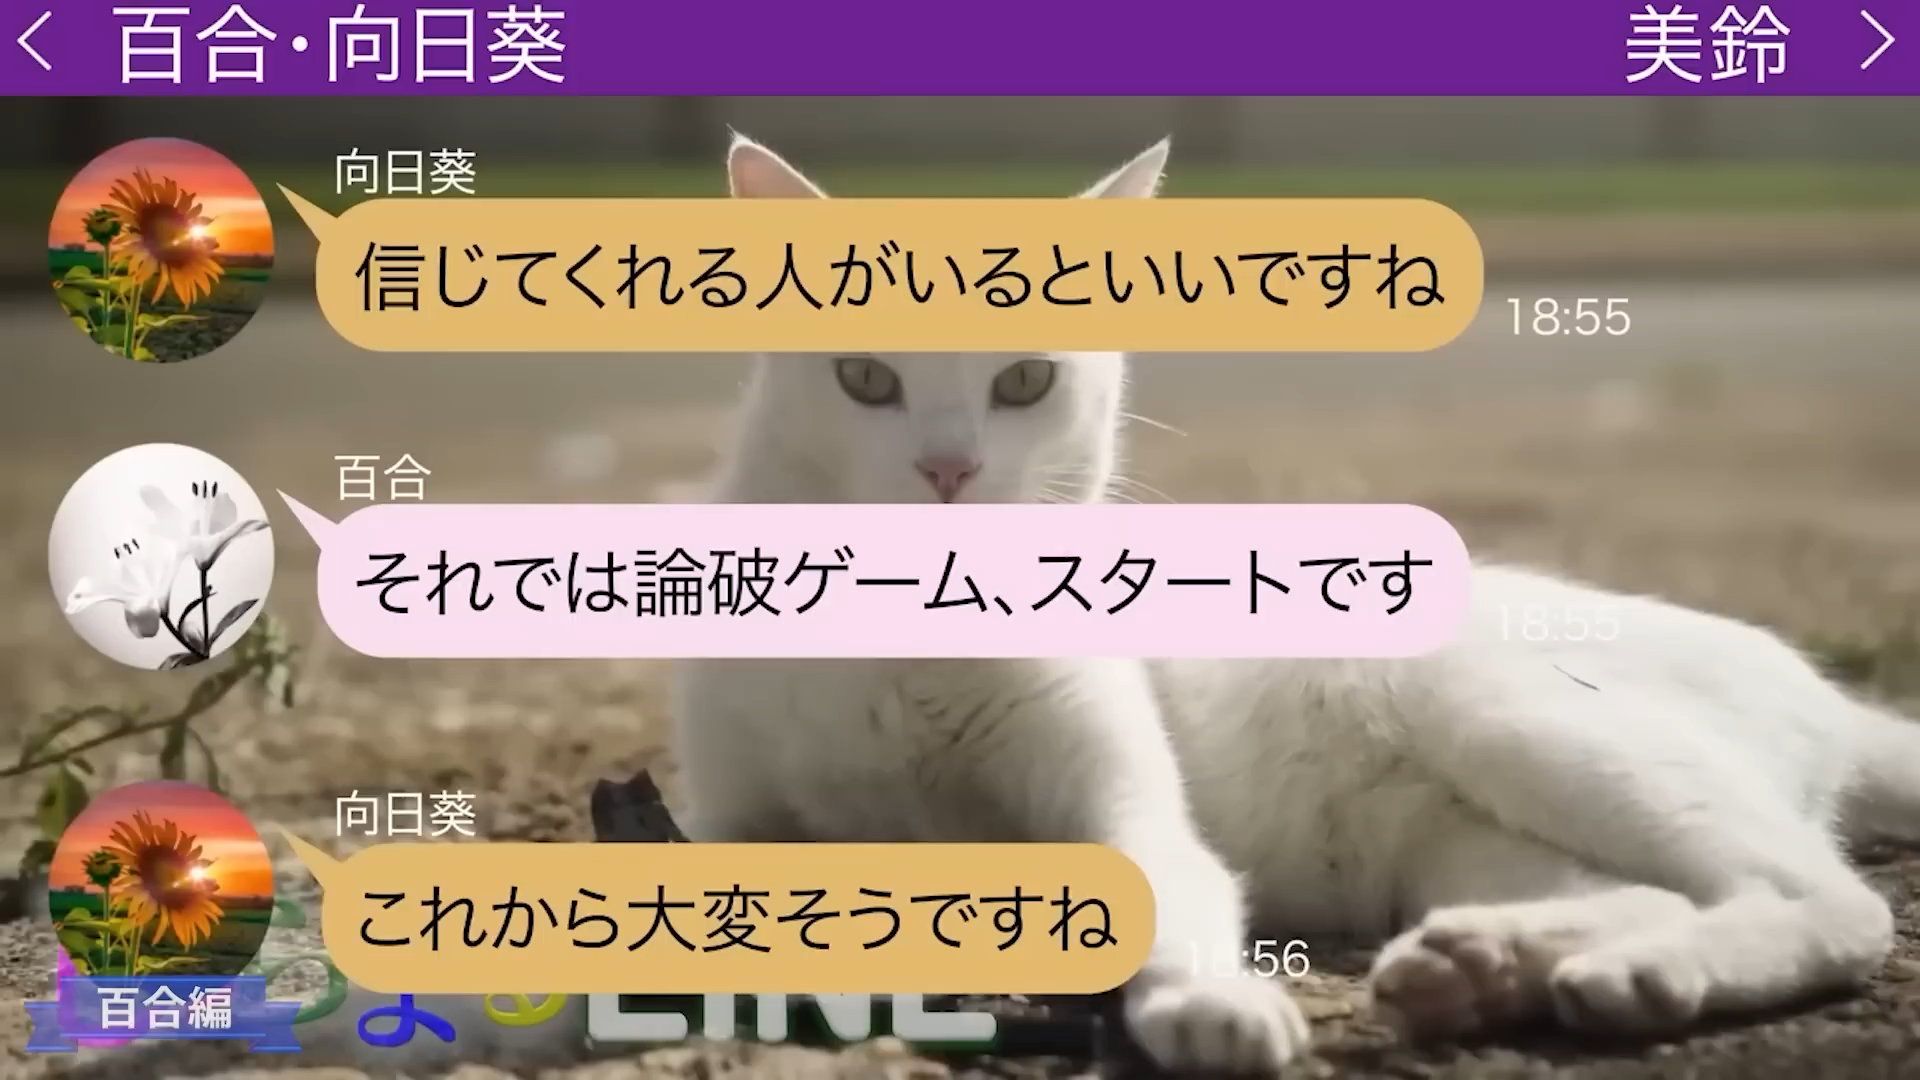 百合・向日葵
美鈴
向日葵
信じてくれる人がいるといいですね
18:55
百合
それでは論破ゲーム、スタートです
18:55
向日葵
これから大変そうですね
18:56
百合編
LINE